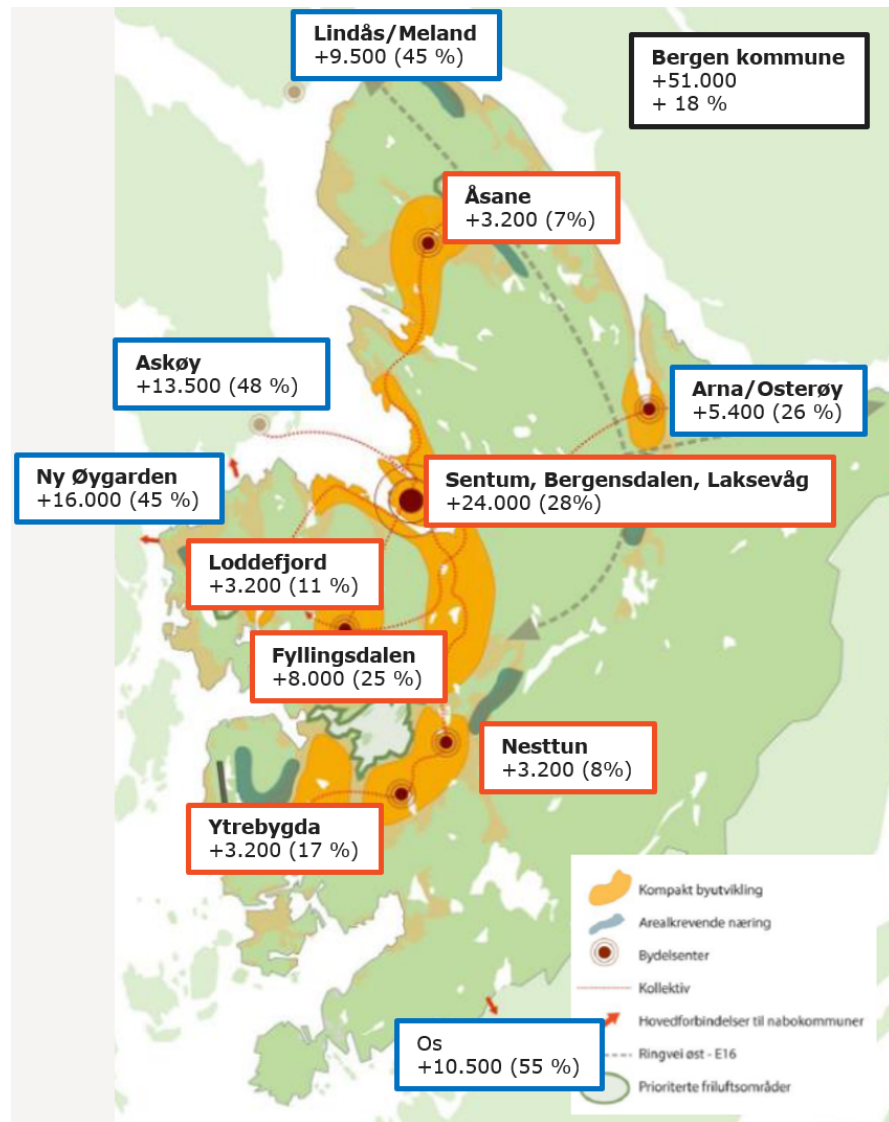 Lindås/Meland
+9.500 (45 %)
Bergen kommune
+51.000
+ 18 %
Åsane
+3.200 (7%)
Askøy
+13.500 (48 %)
Arna/Osterøy
+5.400 (26 %)
Ny Øygarden
+16.000 (45 %)
Sentum, Bergensdalen, Laksevåg
+24.000 (28%)
Loddefjord
+3.200 (11 %)
Fyllingsdalen
+8.000 (25 %)
Nesttun
+3.200 (8%)
Ytrebygda
+3.200 (17 %)
Kompakt byutvikling
Arealkrevende næring
Bydelsenter
Kollektiv
Hovedforbindelser til nabokommuner
Ringvei øst - E16
Prioriterte friluftsområder
Os
+10.500 (55 %)